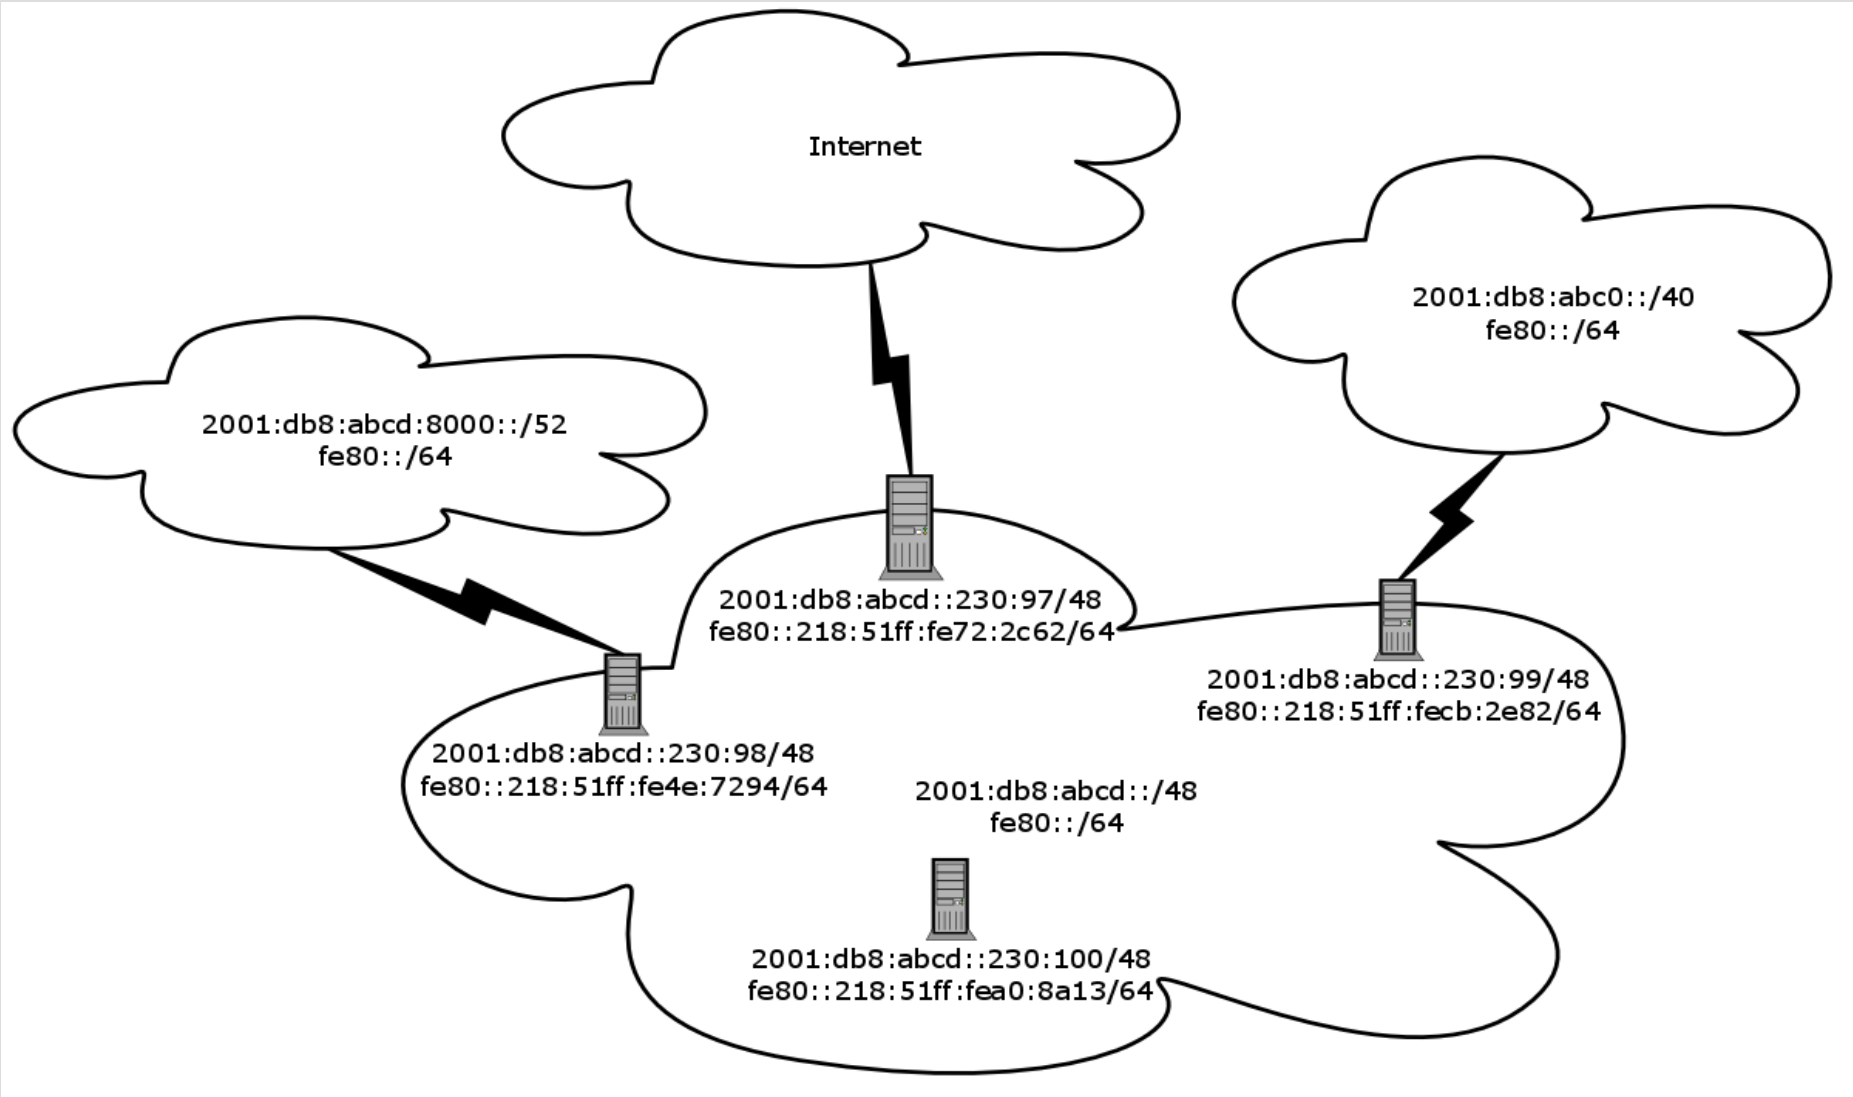 Internet
2001:db8:abc0::/40
fe80::/64
2001:db8:abcd:8000::/52
fe80::/64
2001:db8:abcd::230:97/48
fe80::218:51ff:fe72:2c62/64
2001:db8:abcd::230:99/48
fe80::218:51ff:fecb:2e82/64
2001:db8:abcd::230:98/48
fe80::218:51ff:fe4e:7294/64
2001:db8:abcd::/48
fe80::/64
2001:db8:abcd::230:100/48
fe80::218:51ff:fea0:8a13/64